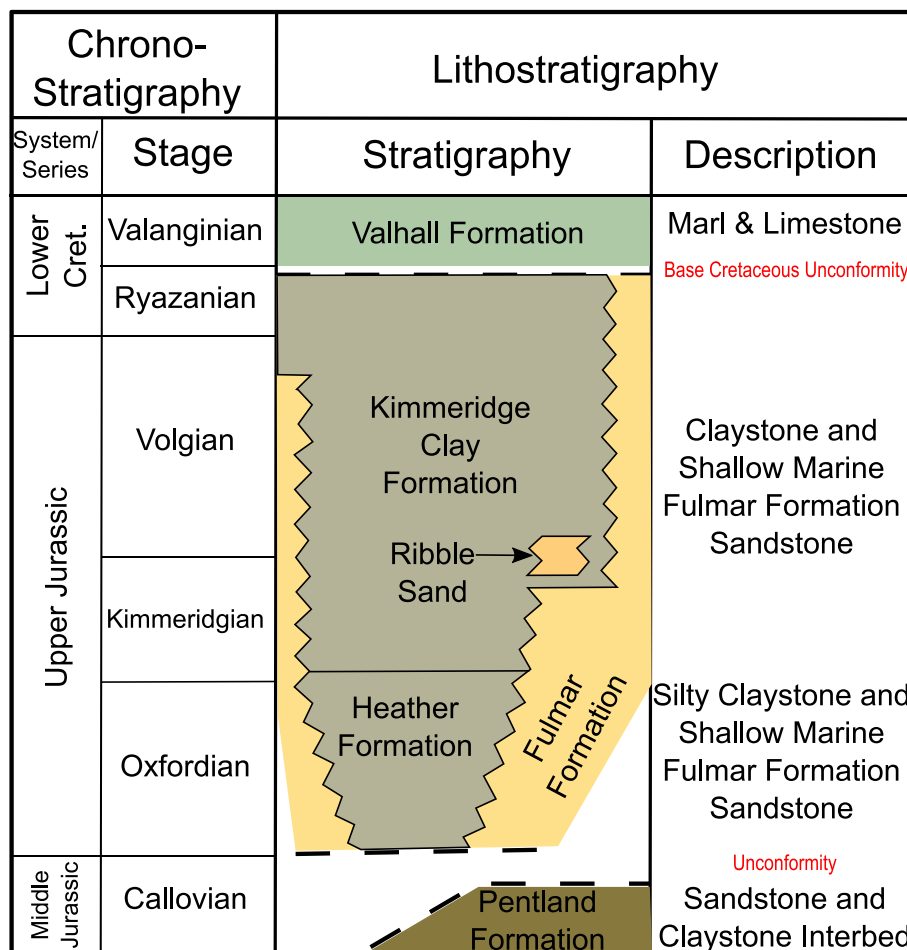 Chrono-
Stratigraphy
Lithostratigraphy
System/
Series
Stage
Stratigraphy
Description
Lower
Cret.
Valanginian
Valhall Formation
Marl & Limestone
Base Cretaceous Unconformity
Ryazanian
Upper Jurassic
Volgian
Kimmeridge
Clay
Formation
Claystone and
Shallow Marine
Fulmar Formation
Sandstone
Ribble
Sand
Kimmeridgian
Heather
Formation
Fulmar
Formation
Silty Claystone and
Shallow Marine
Fulmar Formation
Sandstone
Oxfordian
Unconformity
Middle
Jurassic
Callovian
Pentland
Formation
Sandstone and
Claystone Interbed